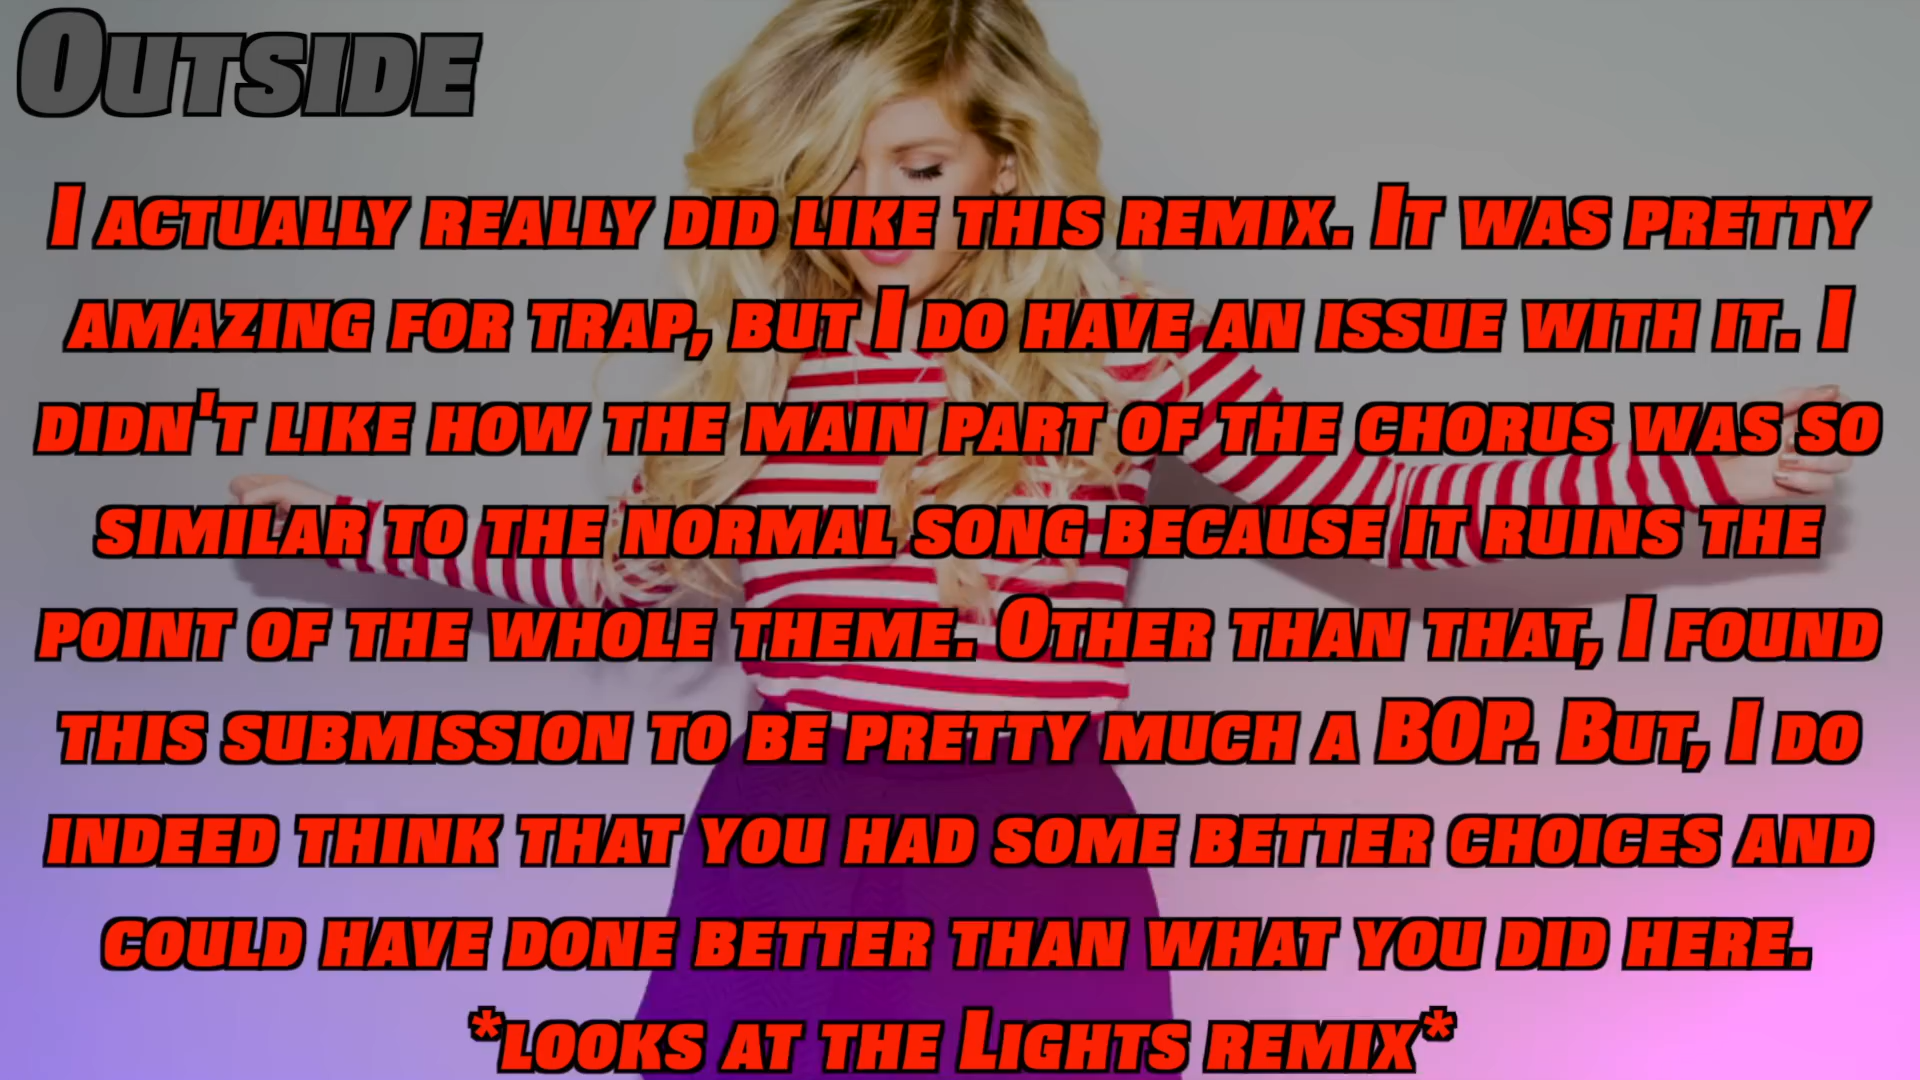 Outside
I actually really did like this remix. It was pretty
amazing for trap, but I do have an issue with it. I
didn't like how the main part of the chorus was so
similar to the normal song because it ruins the
point of the whole theme. Other than that, I found
this submission to be pretty much a BOP. But, I do
indeed think that you had some better choices and
could have done better than what you did here.
*looks at the Lights remix*